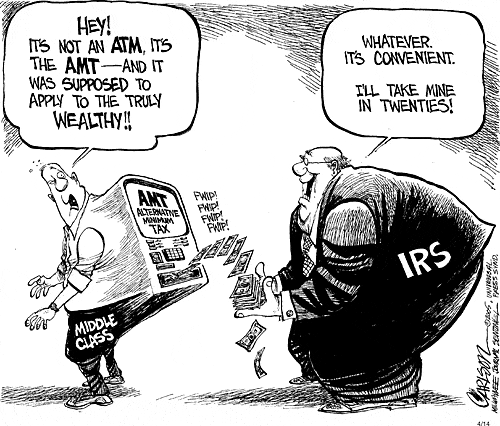 HEY!
IT'S NOT AN ATM, IT'S
THE AMT — AND IT
WAS SUPPOSED TO
APPLY TO THE TRULY
WEALTHY!!
WHATEVER.
IT'S CONVENIENT.
I'LL TAKE MINE
IN TWENTIES!
AMT
ALTERNATIVE
MINIMUM
TAX
FWIP!
FWIP!
FWIP!
FWIP!
MIDDLE
CLASS
IRS
CARLSON
©2005
MILWAUKEE JOURNAL SENTINEL
UNIVERSAL
PRESS SYND.
4/14